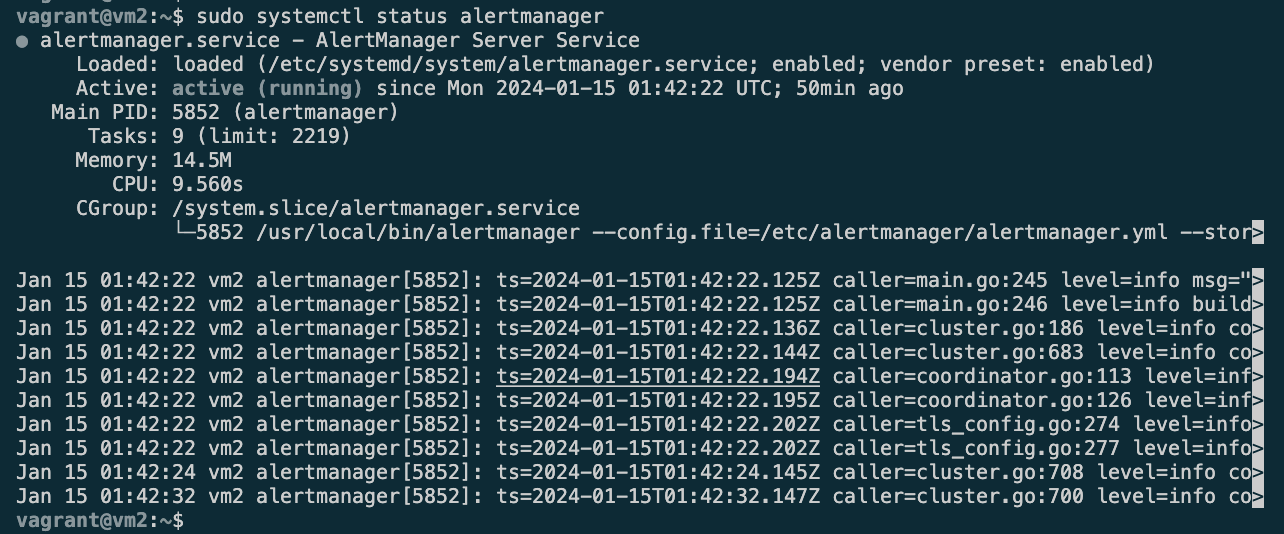 vagrant@vm2:~$ sudo systemctl status alertmanager
● alertmanager.service - AlertManager Server Service
     Loaded: loaded (/etc/systemd/system/alertmanager.service; enabled; vendor preset: enabled)
     Active: active (running) since Mon 2024-01-15 01:42:22 UTC; 50min ago
   Main PID: 5852 (alertmanager)
      Tasks: 9 (limit: 2219)
     Memory: 14.5M
        CPU: 9.560s
     CGroup: /system.slice/alertmanager.service
             └─5852 /usr/local/bin/alertmanager --config.file=/etc/alertmanager/alertmanager.yml --stor>
Jan 15 01:42:22 vm2 alertmanager[5852]: ts=2024-01-15T01:42:22.125Z caller=main.go:245 level=info msg=">
Jan 15 01:42:22 vm2 alertmanager[5852]: ts=2024-01-15T01:42:22.125Z caller=main.go:246 level=info build>
Jan 15 01:42:22 vm2 alertmanager[5852]: ts=2024-01-15T01:42:22.136Z caller=cluster.go:186 level=info co>
Jan 15 01:42:22 vm2 alertmanager[5852]: ts=2024-01-15T01:42:22.144Z caller=cluster.go:683 level=info co>
Jan 15 01:42:22 vm2 alertmanager[5852]: ts=2024-01-15T01:42:22.194Z caller=coordinator.go:113 level=inf>
Jan 15 01:42:22 vm2 alertmanager[5852]: ts=2024-01-15T01:42:22.195Z caller=coordinator.go:126 level=inf>
Jan 15 01:42:22 vm2 alertmanager[5852]: ts=2024-01-15T01:42:22.202Z caller=tls_config.go:274 level=info>
Jan 15 01:42:22 vm2 alertmanager[5852]: ts=2024-01-15T01:42:22.202Z caller=tls_config.go:277 level=info>
Jan 15 01:42:24 vm2 alertmanager[5852]: ts=2024-01-15T01:42:24.145Z caller=cluster.go:708 level=info co>
Jan 15 01:42:32 vm2 alertmanager[5852]: ts=2024-01-15T01:42:32.147Z caller=cluster.go:700 level=info co>
vagrant@vm2:~$